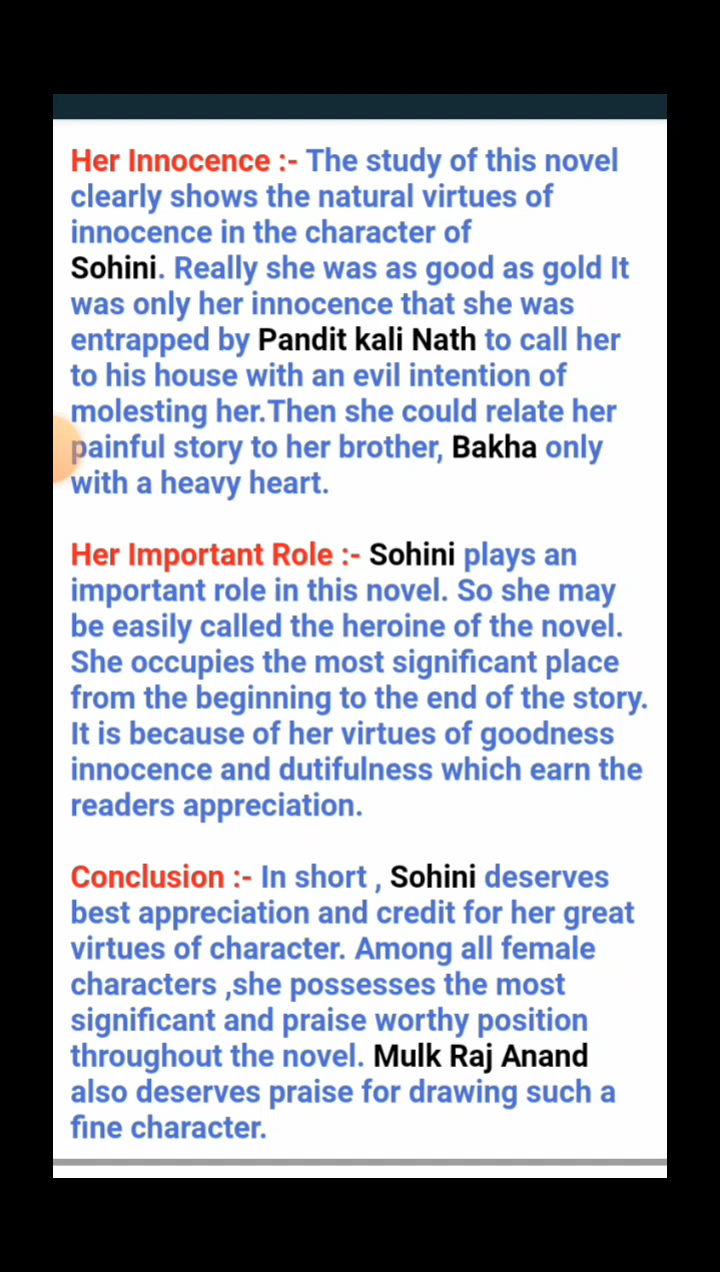 Her Innocence :- The study of this novel
clearly shows the natural virtues of
innocence in the character of
Sohini. Really she was as good as gold It
was only her innocence that she was
entrapped by Pandit kali Nath to call her
to his house with an evil intention of
molesting her.Then she could relate her
painful story to her brother, Bakha only
with a heavy heart.
Her Important Role :- Sohini plays an
important role in this novel. So she may
be easily called the heroine of the novel.
She occupies the most significant place
from the beginning to the end of the story.
It is because of her virtues of goodness
innocence and dutifulness which earn the
readers appreciation.
Conclusion :- In short , Sohini deserves
best appreciation and credit for her great
virtues of character. Among all female
characters ,she possesses the most
significant and praise worthy position
throughout the novel. Mulk Raj Anand
also deserves praise for drawing such a
fine character.